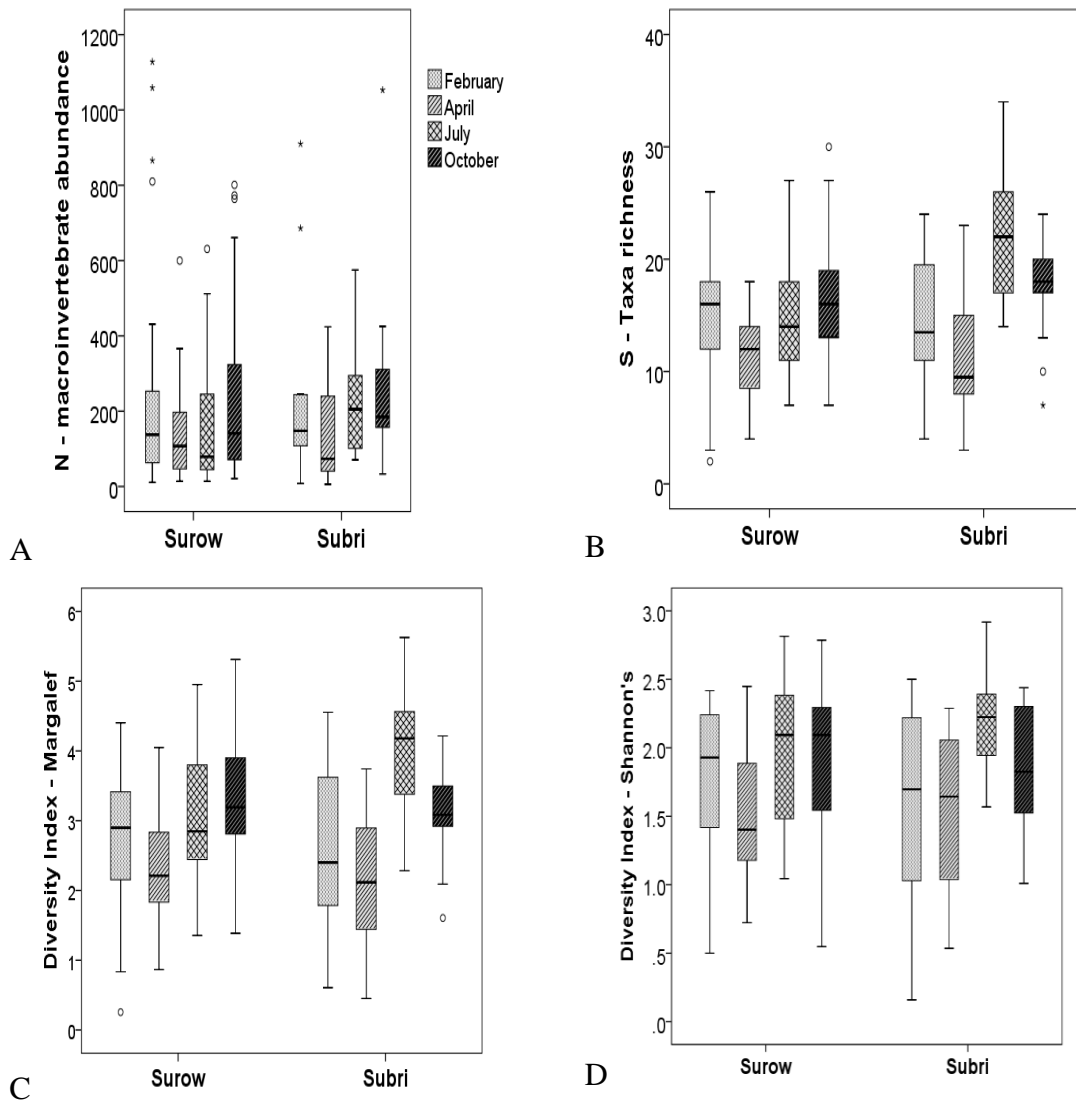 1200
1000
800
600
400
200
0
N - macroinvertebrate abundance
Surow
Subri
February
April
July
October
A
40
30
20
10
0
S - Taxa richness
Surow
Subri
B
6
5
4
3
2
1
0
Diversity Index - Margalef
Surow
Subri
C
3.0
2.5
2.0
1.5
1.0
.5
.0
Diversity Index - Shannon's
Surow
Subri
D